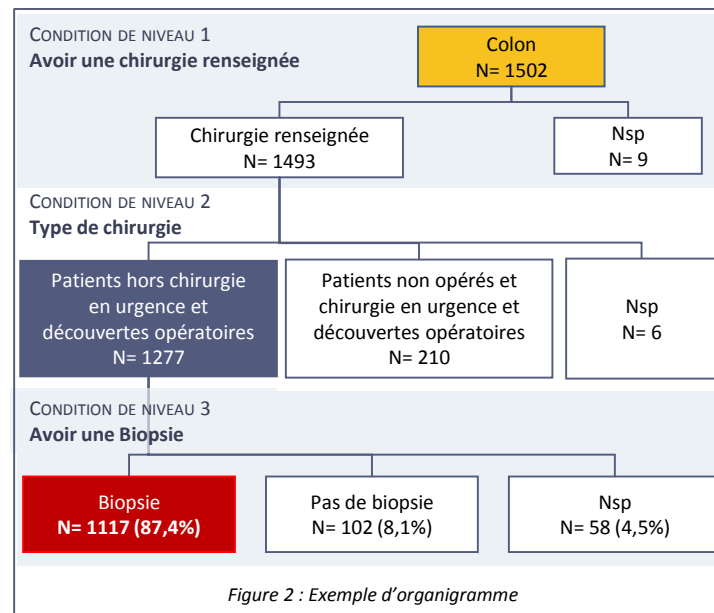 CONDITION DE NIVEAU 1
Avoir une chirurgie renseignée
Colon
N= 1502
Chirurgie renseignée
N= 1493
Nsp
N= 9
CONDITION DE NIVEAU 2
Type de chirurgie
Patients hors chirurgie
en urgence et
découvertes opératoires
N= 1277
Patients non opérés et
chirurgie en urgence et
découvertes opératoires
N= 210
Nsp
N= 6
CONDITION DE NIVEAU 3
Avoir une Biopsie
Biopsie
N= 1117 (87,4%)
Pas de biopsie
N= 102 (8,1%)
Nsp
N= 58 (4,5%)
Figure 2 : Exemple d'organigramme